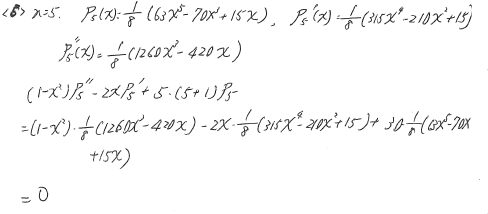 <5> n=5. P₅(x)=1/8(63x⁵-70x³+15x), P₅'(x)=1/8(315x⁴-210x²+15)
P₅''(x)=1/8(1260x³-420x)
(1-x²)P₅''-2xP₅'+5·(5+1)P₅
=(1-x²)·1/8(1260x³-420x)-2x·1/8(315x⁴-210x²+15)+30·1/8(63x⁵-70x³
+15x)
=0